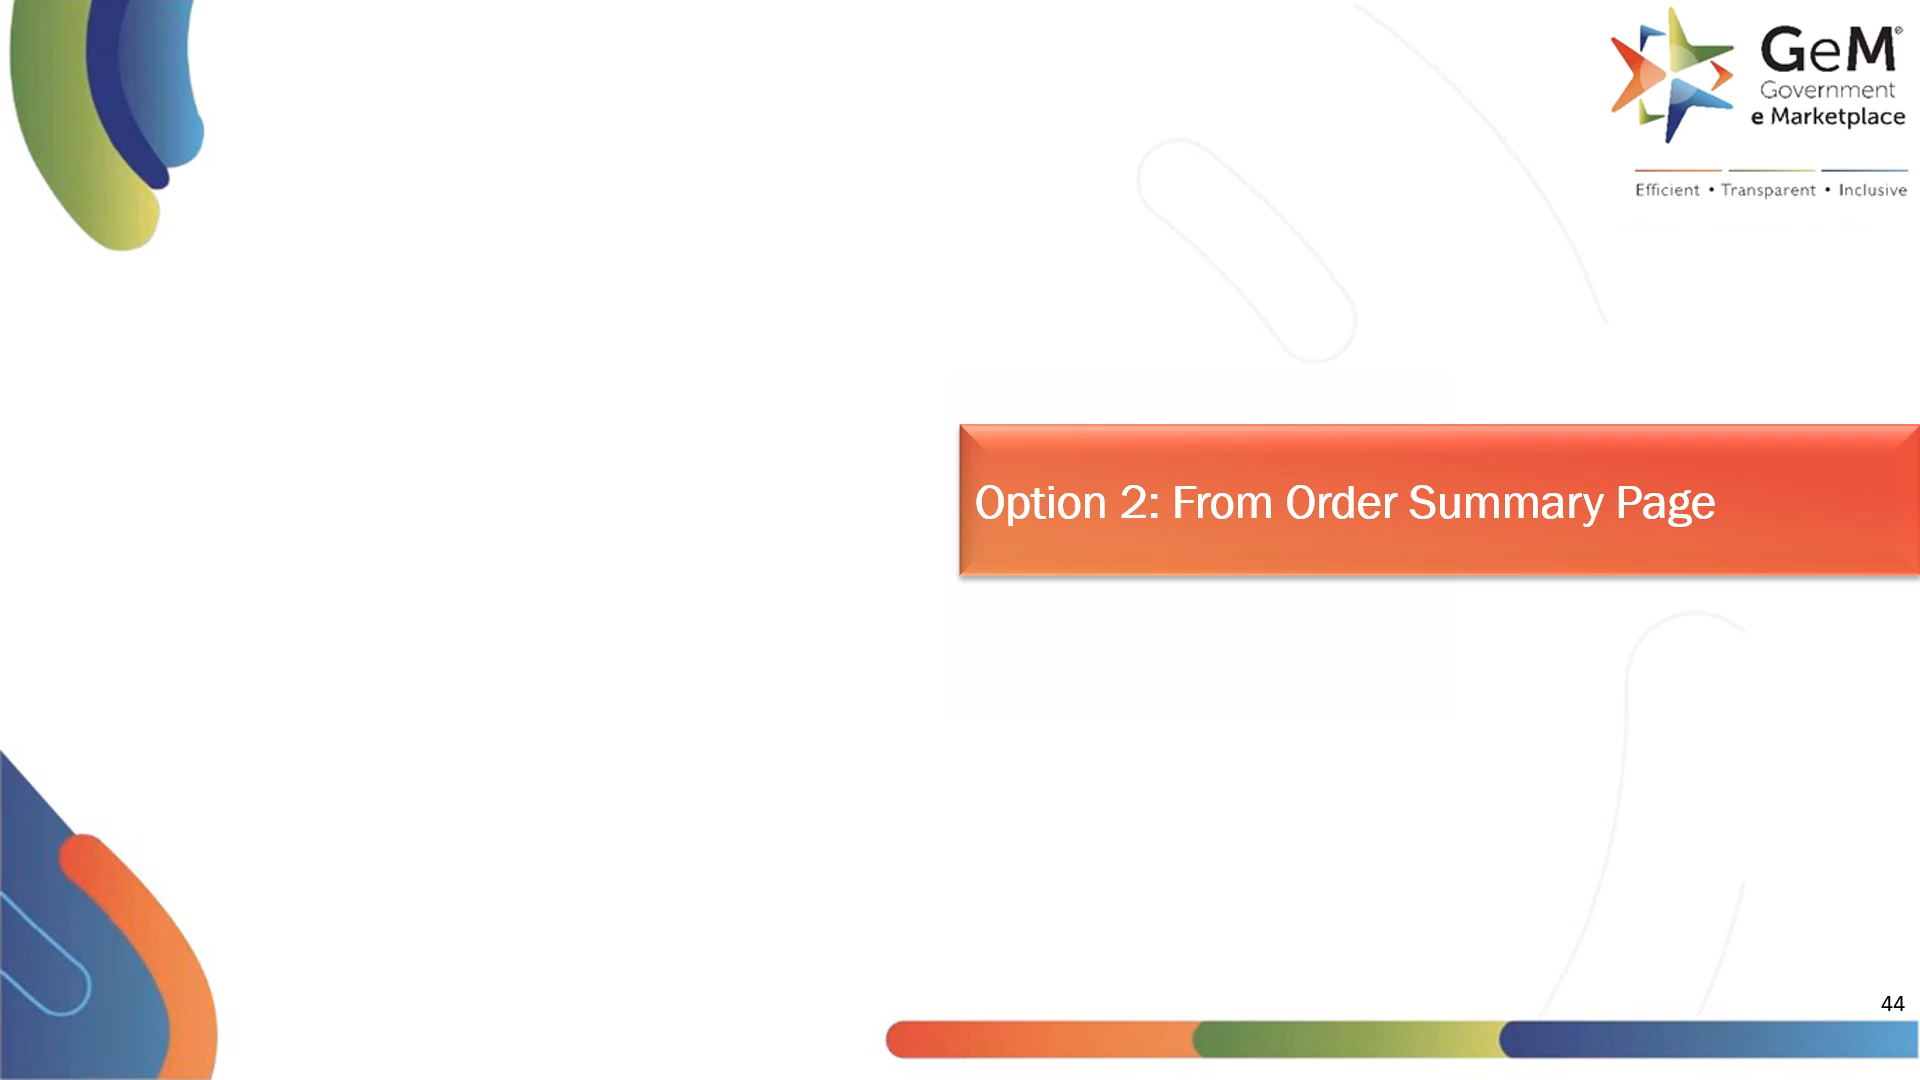 GeM®
Government
e Marketplace
Efficient • Transparent • Inclusive
Option 2: From Order Summary Page
44